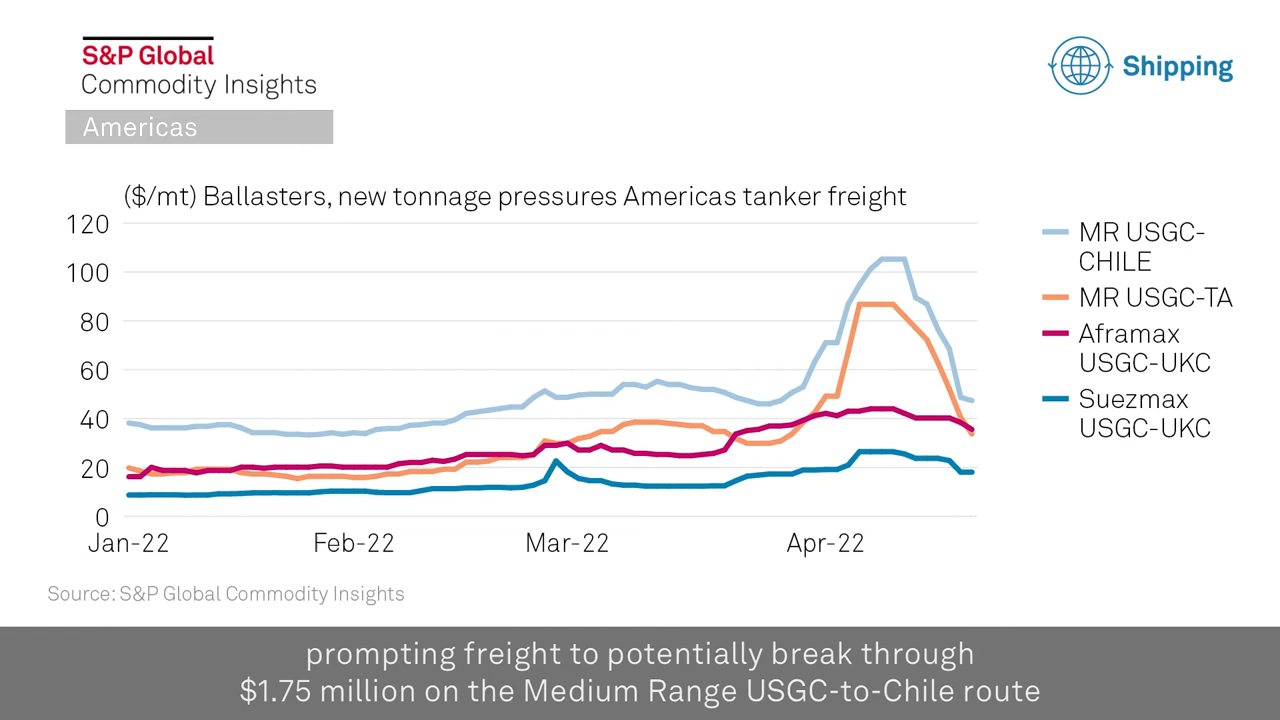 S&P Global
Commodity Insights
Americas
Shipping
($/mt) Ballasters, new tonnage pressures Americas tanker freight
120
100
80
60
40
20
0
Jan-22
Feb-22
Mar-22
Apr-22
MR USGC-
CHILE
MR USGC-TA
Aframax
USGC-UKC
Suezmax
USGC-UKC
Source: S&P Global Commodity Insights
prompting freight to potentially break through
$1.75 million on the Medium Range USGC-to-Chile route